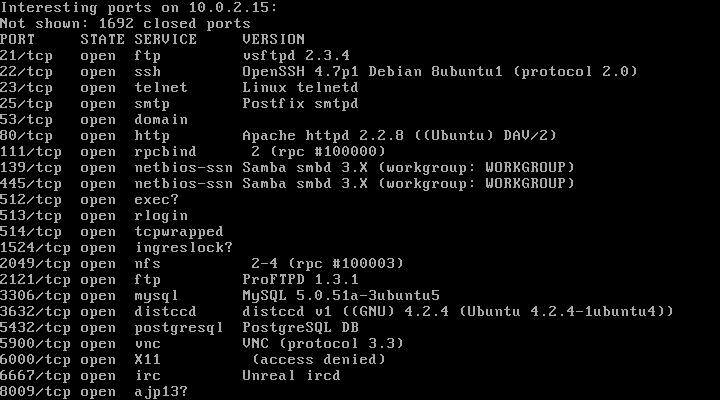 Interesting ports on 10.0.2.15:
Not shown: 1692 closed ports
PORT     STATE SERVICE     VERSION
21/tcp   open  ftp         vsftpd 2.3.4
22/tcp   open  ssh         OpenSSH 4.7p1 Debian 8ubuntu1 (protocol 2.0)
23/tcp   open  telnet      Linux telnetd
25/tcp   open  smtp        Postfix smtpd
53/tcp   open  domain
80/tcp   open  http        Apache httpd 2.2.8 ((Ubuntu) DAV/2)
111/tcp  open  rpcbind      2 (rpc #100000)
139/tcp  open  netbios-ssn Samba smbd 3.X (workgroup: WORKGROUP)
445/tcp  open  netbios-ssn Samba smbd 3.X (workgroup: WORKGROUP)
512/tcp  open  exec?
513/tcp  open  rlogin
514/tcp  open  tcpwrapped
1524/tcp open  ingreslock?
2049/tcp open  nfs          2-4 (rpc #100003)
2121/tcp open  ftp         ProFTPD 1.3.1
3306/tcp open  mysql       MySQL 5.0.51a-3ubuntu5
3632/tcp open  distccd     distccd v1 ((GNU) 4.2.4 (Ubuntu 4.2.4-1ubuntu4))
5432/tcp open  postgresql  PostgreSQL DB
5900/tcp open  vnc         VNC (protocol 3.3)
6000/tcp open  X11          (access denied)
6667/tcp open  irc         Unreal ircd
8009/tcp open  ajp13?